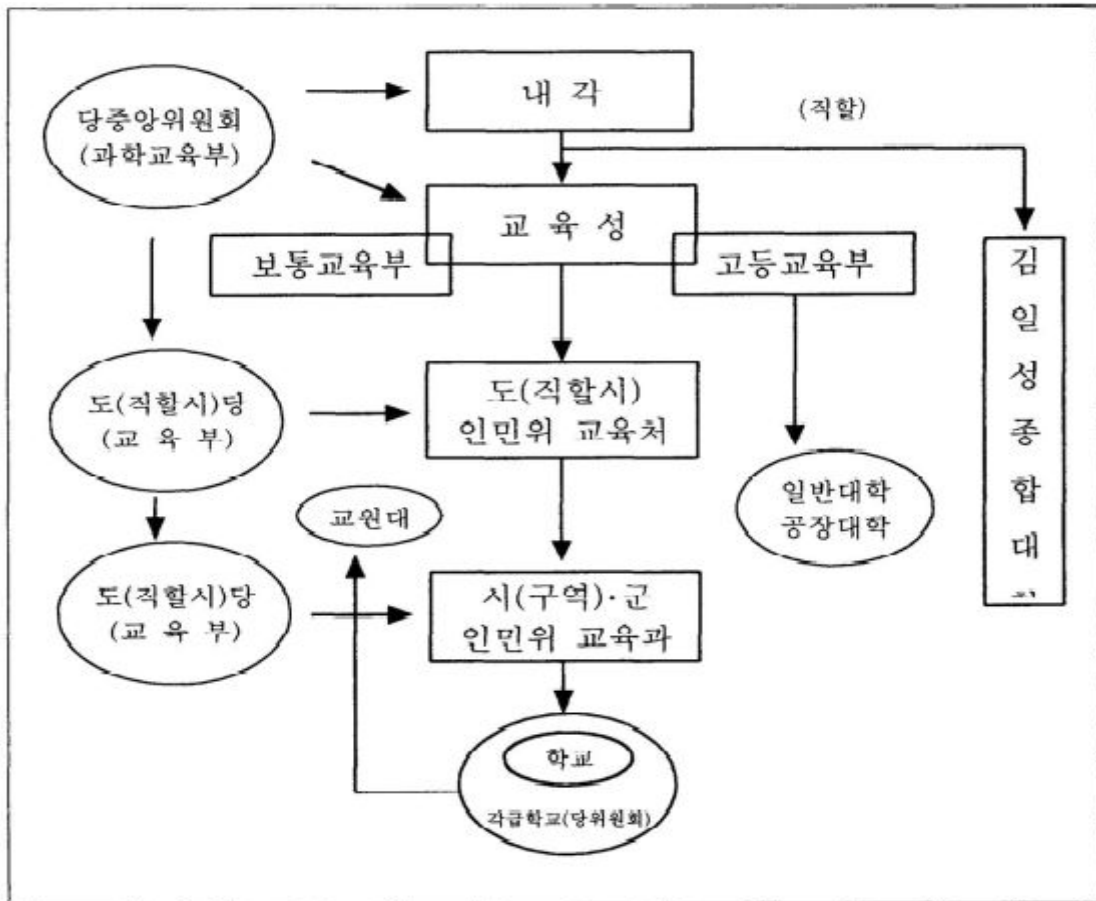 내 각
(직할)
당중앙위원회
(과학교육부)
교 육 성
보통교육부
고등교육부
김
일
성
종
합
대
도(직할시)당
(교 육 부)
도(직할시)
인민위 교육처
일반대학
공장대학
교원대
도(직할시)당
(교 육 부)
시(구역)·군
인민위 교육과
학교
각급학교(당위원회)